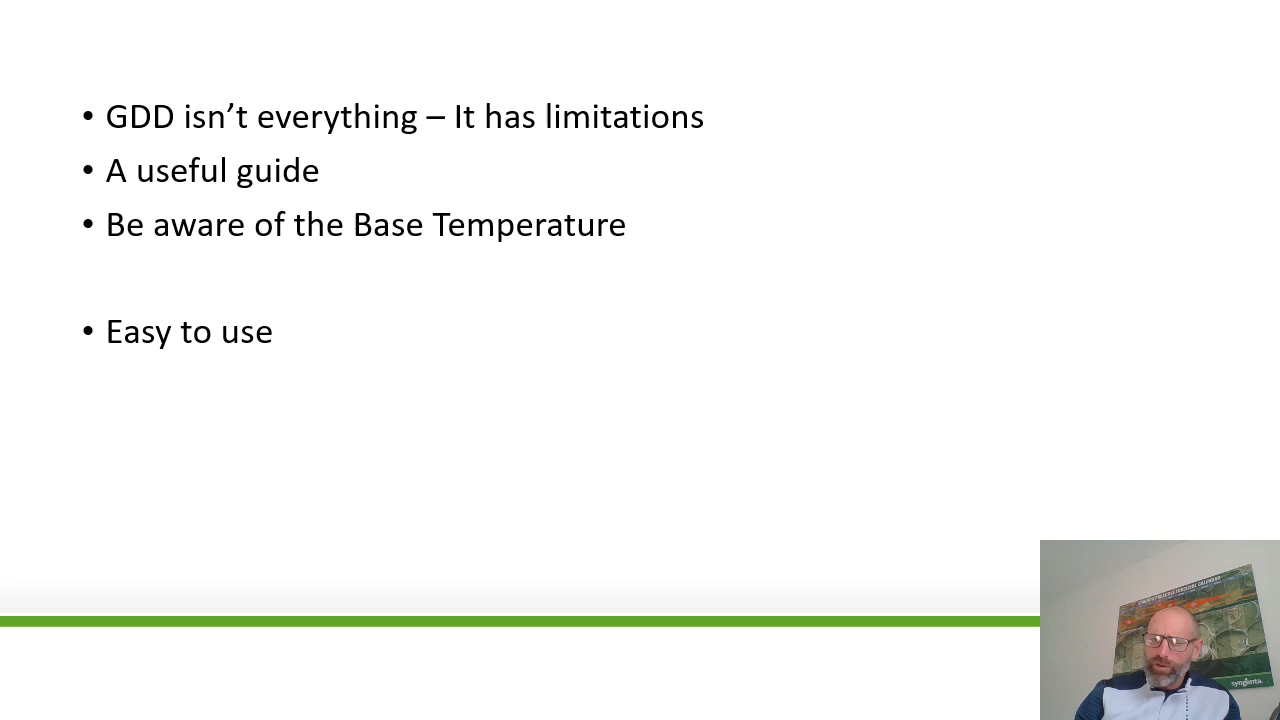 • GDD isn’t everything – It has limitations
• A useful guide
• Be aware of the Base Temperature
• Easy to use
syngenta.